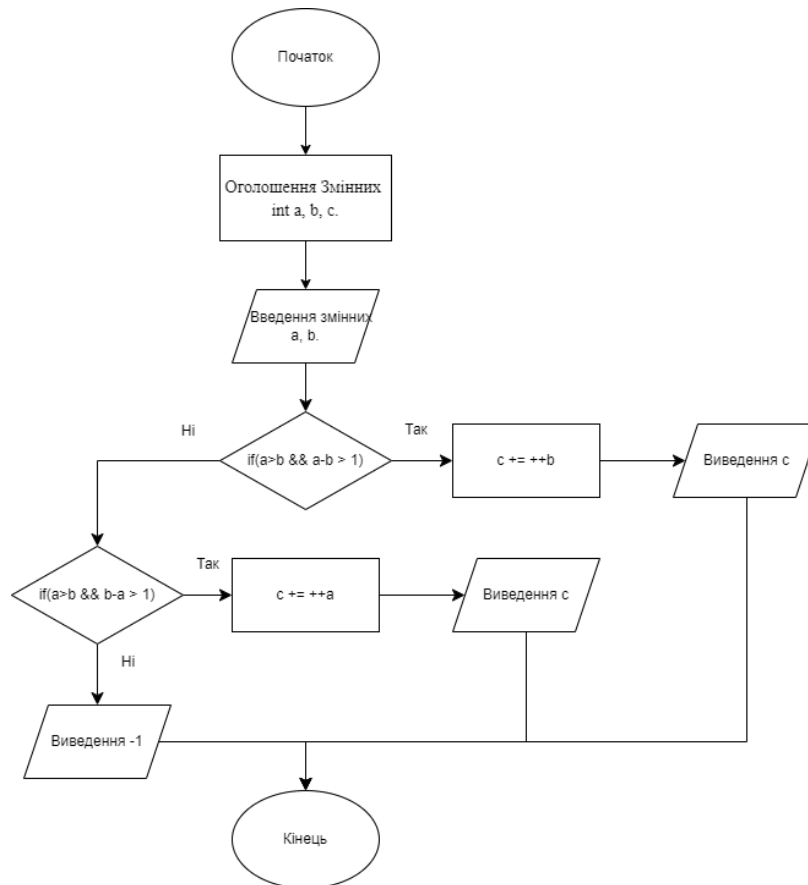 Початок
Оголошення Змінних
int a, b, c.
Введення змінних
a, b.
Ні
if(a>b && a-b > 1)
Так
c += ++b
Виведення c
if(a>b && b-a > 1)
Так
c += ++a
Виведення c
Ні
Виведення -1
Кінець